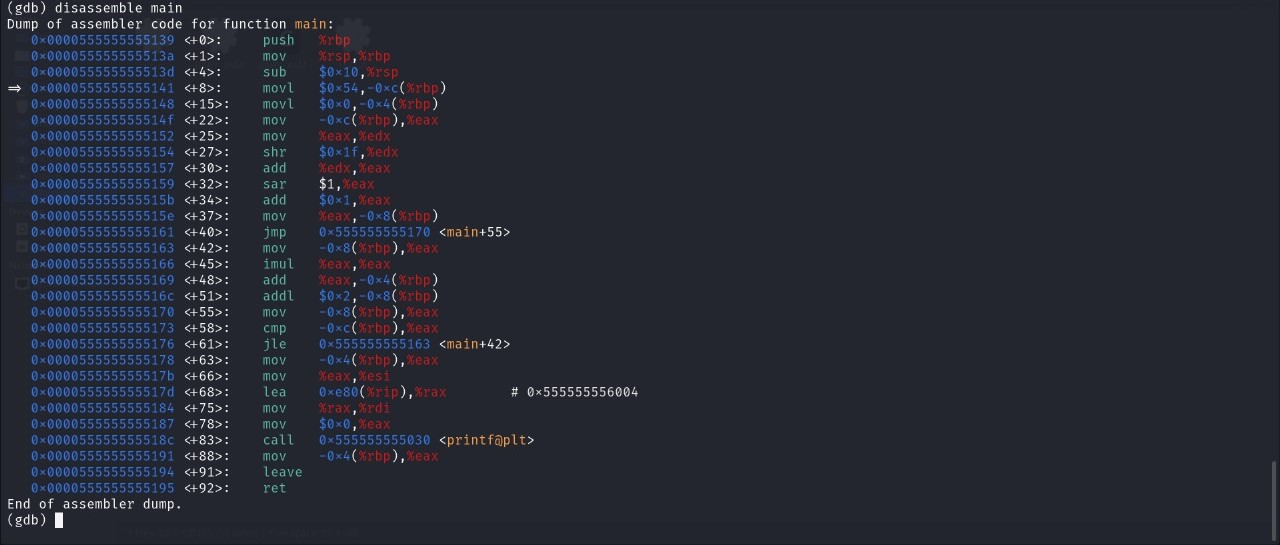 (gdb) disassemble main
Dump of assembler code for function main:
   0x0000555555555139 <+0>:     push   %rbp
   0x000055555555513a <+1>:     mov    %rsp,%rbp
   0x000055555555513d <+4>:     sub    $0x10,%rsp
=> 0x0000555555555141 <+8>:     movl   $0x54,-0xc(%rbp)
   0x0000555555555148 <+15>:    movl   $0x0,-0x4(%rbp)
   0x000055555555514f <+22>:    mov    -0xc(%rbp),%eax
   0x0000555555555152 <+25>:    mov    %eax,%edx
   0x0000555555555154 <+27>:    shr    $0x1f,%edx
   0x0000555555555157 <+30>:    add    %edx,%eax
   0x0000555555555159 <+32>:    sar    $1,%eax
   0x000055555555515b <+34>:    add    $0x1,%eax
   0x000055555555515e <+37>:    mov    %eax,-0x8(%rbp)
   0x0000555555555161 <+40>:    jmp    0x555555555170 <main+55>
   0x0000555555555163 <+42>:    mov    -0x8(%rbp),%eax
   0x0000555555555166 <+45>:    imul   %eax,%eax
   0x0000555555555169 <+48>:    add    %eax,-0x4(%rbp)
   0x000055555555516c <+51>:    addl   $0x2,-0x8(%rbp)
   0x0000555555555170 <+55>:    mov    -0x8(%rbp),%eax
   0x0000555555555173 <+58>:    cmp    -0xc(%rbp),%eax
   0x0000555555555176 <+61>:    jle    0x555555555163 <main+42>
   0x0000555555555178 <+63>:    mov    -0x4(%rbp),%eax
   0x000055555555517b <+66>:    mov    %eax,%esi
   0x000055555555517d <+68>:    lea    0xe80(%rip),%rax        # 0x555555556004
   0x0000555555555184 <+75>:    mov    %rax,%rdi
   0x0000555555555187 <+78>:    mov    $0x0,%eax
   0x000055555555518c <+83>:    call   0x555555555030 <printf@plt>
   0x0000555555555191 <+88>:    mov    -0x4(%rbp),%eax
   0x0000555555555194 <+91>:    leave
   0x0000555555555195 <+92>:    ret
End of assembler dump.
(gdb)